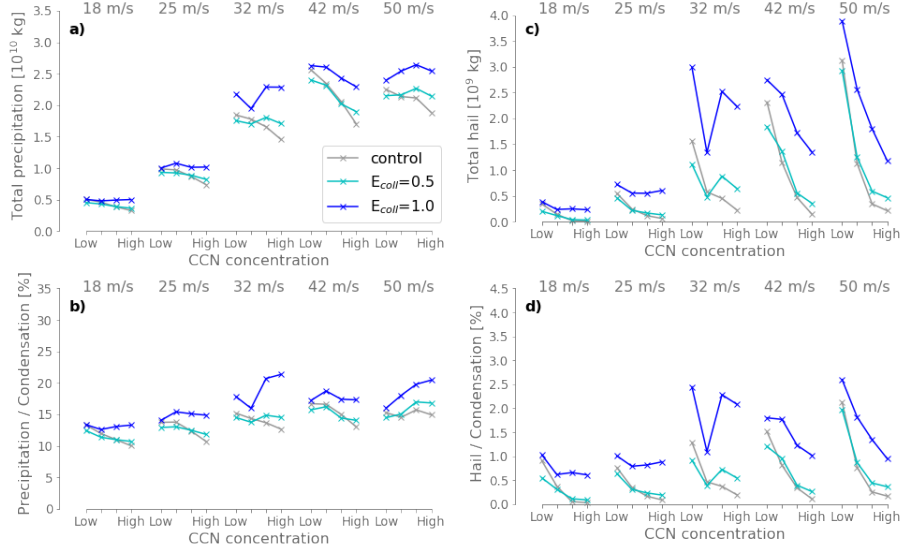 18 m/s 25 m/s 32 m/s 42 m/s 50 m/s
a)
Total precipitation [10^10 kg]
3.5
3.0
2.5
2.0
1.5
1.0
0.5
0.0
control
E_coll=0.5
E_coll=1.0
Low High Low High Low High Low High Low High
CCN concentration
18 m/s 25 m/s 32 m/s 42 m/s 50 m/s
c)
Total hail [10^9 kg]
4.0
3.5
3.0
2.5
2.0
1.5
1.0
0.5
0.0
Low High Low High Low High Low High Low High
CCN concentration
18 m/s 25 m/s 32 m/s 42 m/s 50 m/s
b)
Precipitation / Condensation [%]
35
30
25
20
15
10
5
0
Low High Low High Low High Low High Low High
CCN concentration
18 m/s 25 m/s 32 m/s 42 m/s 50 m/s
d)
Hail / Condensation [%]
4.5
4.0
3.5
3.0
2.5
2.0
1.5
1.0
0.5
0.0
Low High Low High Low High Low High Low High
CCN concentration